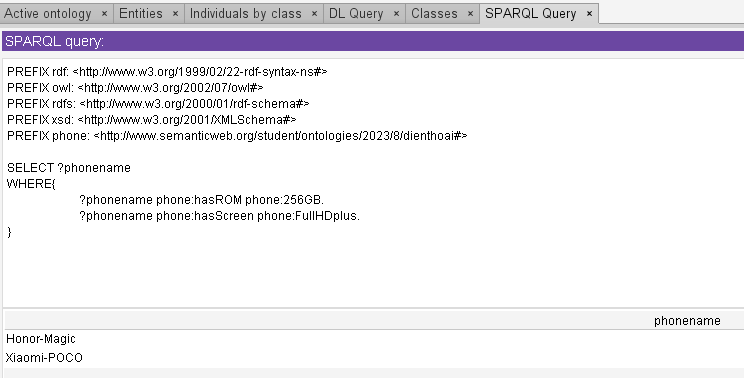 Active ontology × Entities × Individuals by class × DL Query × Classes × SPARQL Query ×
SPARQL query:
PREFIX rdf: <http://www.w3.org/1999/02/22-rdf-syntax-ns#>
PREFIX owl: <http://www.w3.org/2002/07/owl#>
PREFIX rdfs: <http://www.w3.org/2000/01/rdf-schema#>
PREFIX xsd: <http://www.w3.org/2001/XMLSchema#>
PREFIX phone: <http://www.semanticweb.org/student/ontologies/2023/8/dienthoai#>
SELECT ?phonename
WHERE{
?phonename phone:hasROM phone:256GB.
?phonename phone:hasScreen phone:FullHDplus.
}
phonename
Honor-Magic
Xiaomi-POCO